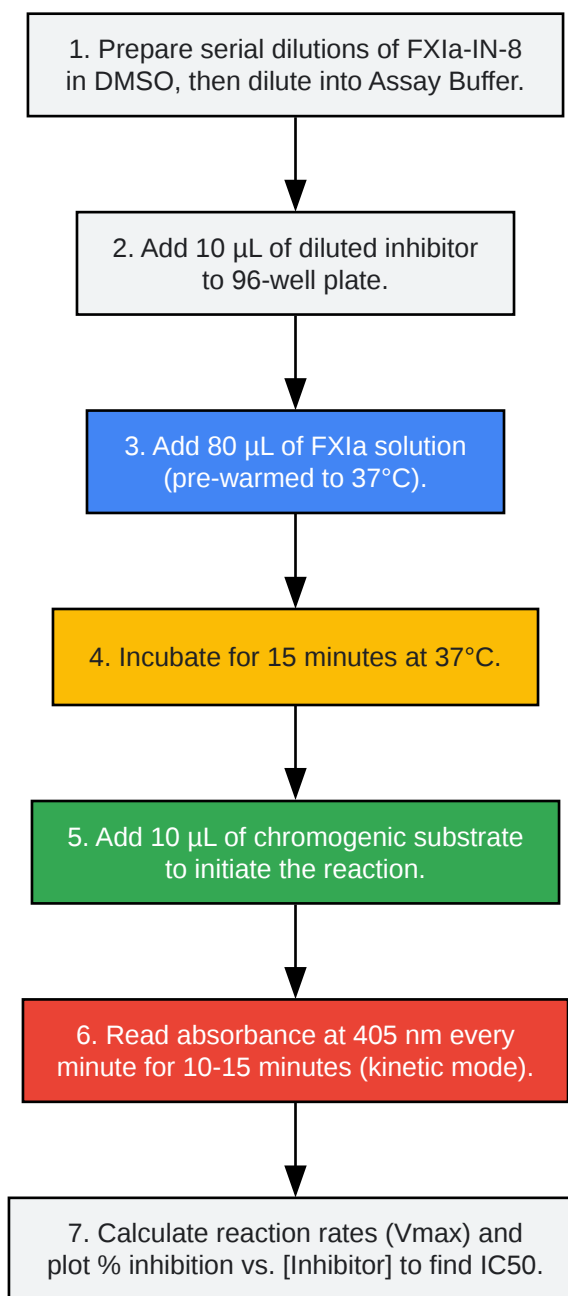 1. Prepare serial dilutions of FXIa-IN-8
in DMSO, then dilute into Assay Buffer.
2. Add 10 µL of diluted inhibitor
to 96-well plate.
3. Add 80 µL of FXIa solution
(pre-warmed to 37°C).
4. Incubate for 15 minutes at 37°C.
5. Add 10 µL of chromogenic substrate
to initiate the reaction.
6. Read absorbance at 405 nm every
minute for 10-15 minutes (kinetic mode).
7. Calculate reaction rates (Vmax) and
plot % inhibition vs. [Inhibitor] to find IC50.